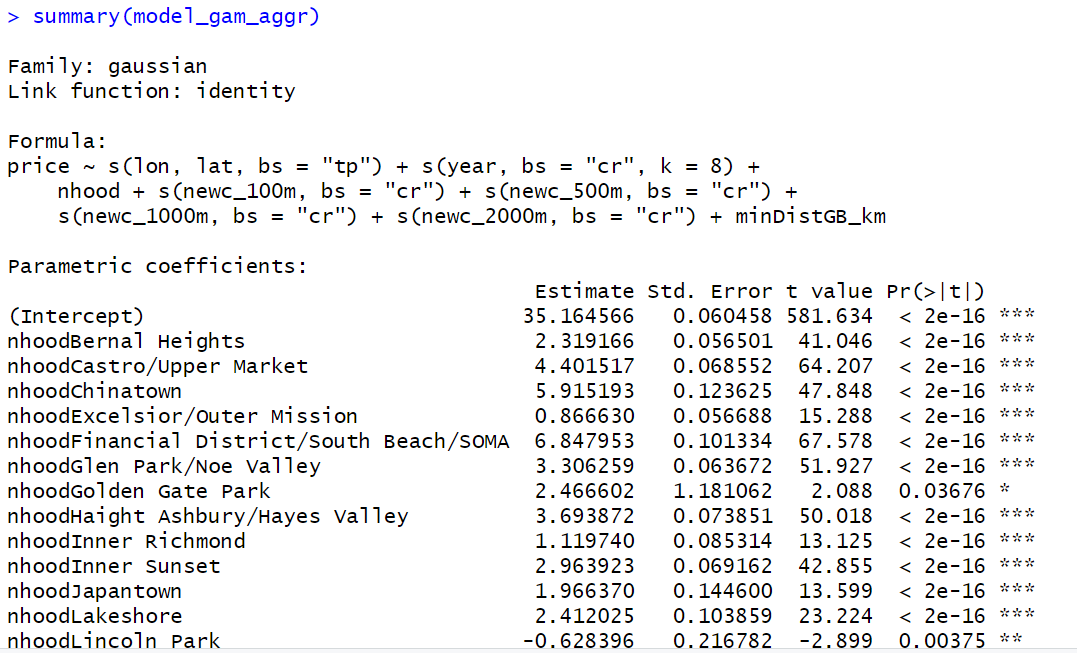 > summary(model_gam_aggr)
Family: gaussian
Link function: identity
Formula:
price ~ s(lon, lat, bs = "tp") + s(year, bs = "cr", k = 8) +
nhood + s(newc_100m, bs = "cr") + s(newc_500m, bs = "cr") +
s(newc_1000m, bs = "cr") + s(newc_2000m, bs = "cr") + minDistGB_km
Parametric coefficients:
Estimate Std. Error t value Pr(>|t|)
(Intercept) 35.164566 0.060458 581.634 < 2e-16 ***
nhoodBernal Heights 2.319166 0.056501 41.046 < 2e-16 ***
nhoodCastro/Upper Market 4.401517 0.068552 64.207 < 2e-16 ***
nhoodChinatown 5.915193 0.123625 47.848 < 2e-16 ***
nhoodExcelsior/Outer Mission 0.866630 0.056688 15.288 < 2e-16 ***
nhoodFinancial District/South Beach/SOMA 6.847953 0.101334 67.578 < 2e-16 ***
nhoodGlen Park/Noe Valley 3.306259 0.063672 51.927 < 2e-16 ***
nhoodGolden Gate Park 2.466602 1.181062 2.088 0.03676 *
nhoodHaight Ashbury/Hayes Valley 3.693872 0.073851 50.018 < 2e-16 ***
nhoodInner Richmond 1.119740 0.085314 13.125 < 2e-16 ***
nhoodInner Sunset 2.963923 0.069162 42.855 < 2e-16 ***
nhoodJapantown 1.966370 0.144600 13.599 < 2e-16 ***
nhoodLakeshore 2.412025 0.103859 23.224 < 2e-16 ***
nhoodLincoln Park -0.628396 0.216782 -2.899 0.00375 **